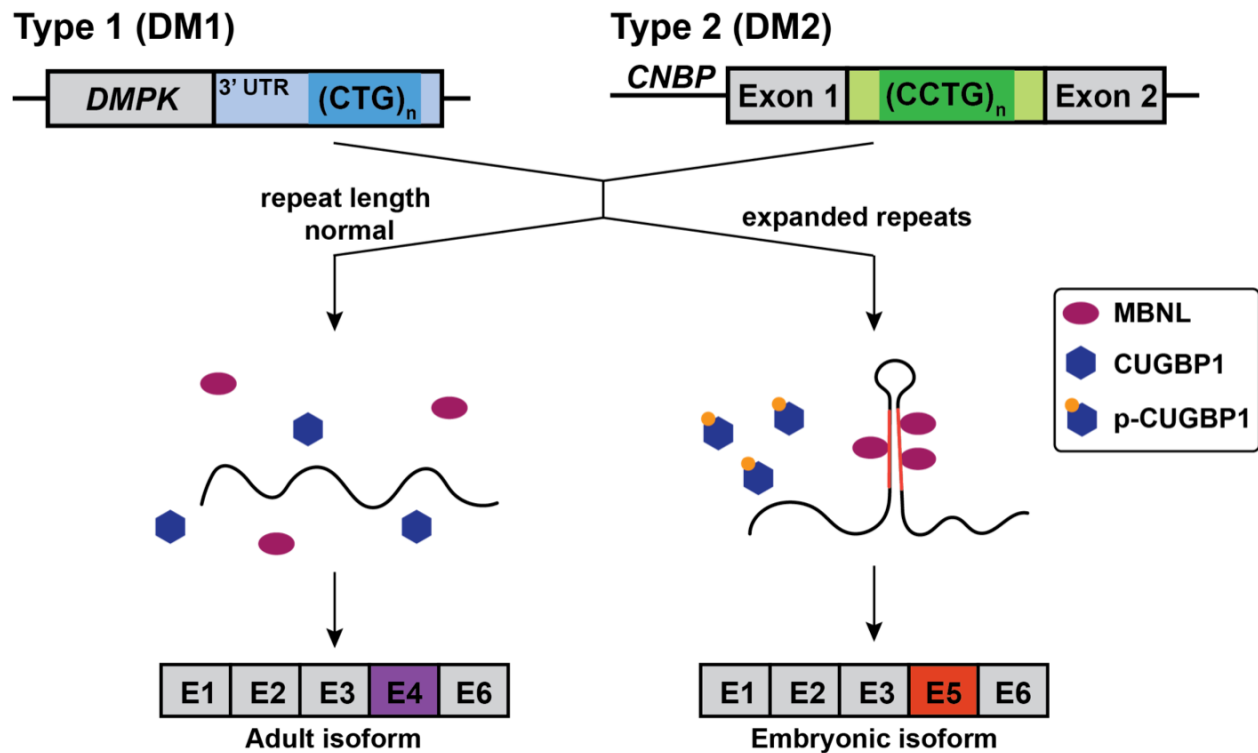 Type 1 (DM1)
Type 2 (DM2)
DMPK
3’ UTR
(CTG)n
CNBP
Exon 1
(CCTG)n
Exon 2
repeat length
normal
expanded repeats
MBNL
CUGBP1
p-CUGBP1
E1 E2 E3 E4 E6
Adult isoform
E1 E2 E3 E5 E6
Embryonic isoform